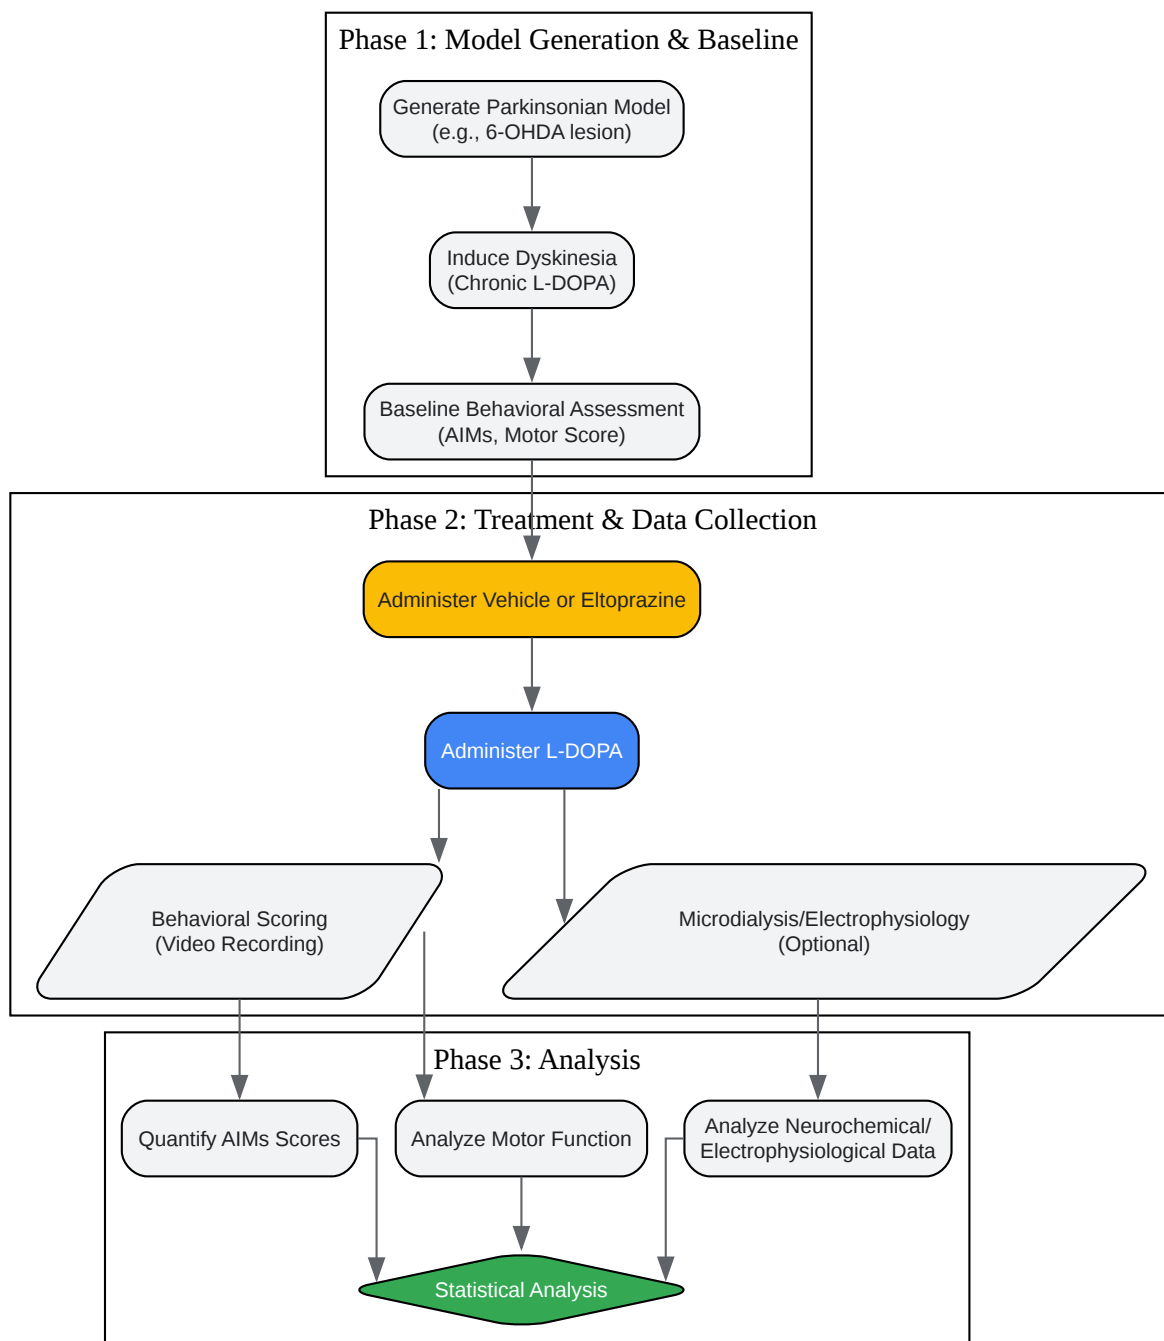 Phase 1: Model Generation & Baseline
Generate Parkinsonian Model
(e.g., 6-OHDA lesion)
Induce Dyskinesia
(Chronic L-DOPA)
Baseline Behavioral Assessment
(AIMs, Motor Score)
Phase 2: Treatment & Data Collection
Administer Vehicle or Eltoprazine
Administer L-DOPA
Behavioral Scoring
(Video Recording)
Microdialysis/Electrophysiology
(Optional)
Phase 3: Analysis
Quantify AIMs Scores
Analyze Motor Function
Analyze Neurochemical/
Electrophysiological Data
Statistical Analysis